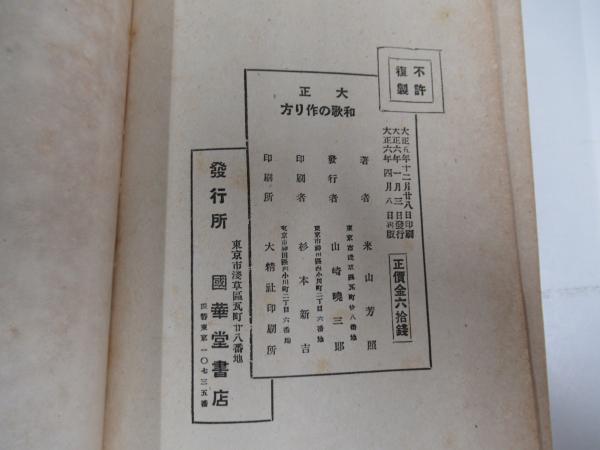 不許
複製
大正五年十二月廿八日印刷
大正六年一月三日發行
大正六年四月八日再版
正價金六拾錢
大正
和歌の作り方
著者 來山芳照
東京市淺草區瓦町廿八番地
發行者 山崎曉三郎
東京市神田區西小川町二丁目六番地
印刷者 杉本新吉
東京市神田區西小川町二丁目六番地
印刷所 大精社印刷所
發行所
東京市淺草區瓦町廿八番地
國華堂書店
振替東京一〇七三五番